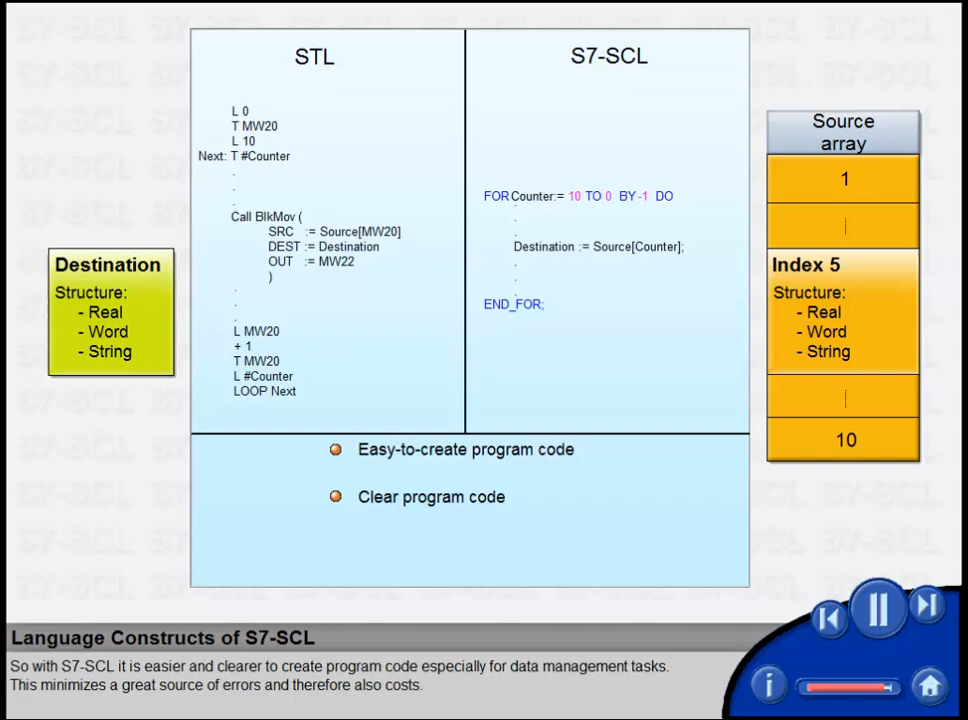 STL
L 0
T MW20
L 10
Next: T #Counter
.
.
.
Call BlkMov (
SRC := Source[MW20]
DEST := Destination
OUT := MW22
)
.
.
.
L MW20
+ 1
T MW20
L #Counter
LOOP Next
S7-SCL
FOR Counter:= 10 TO 0 BY -1 DO
.
.
.
Destination := Source[Counter];
.
.
.
END_FOR;
Destination
Structure:
- Real
- Word
- String
Source
array
1
Index 5
Structure:
- Real
- Word
- String
10
Easy-to-create program code
Clear program code
Language Constructs of S7-SCL
So with S7-SCL it is easier and clearer to create program code especially for data management tasks.
This minimizes a great source of errors and therefore also costs.
i